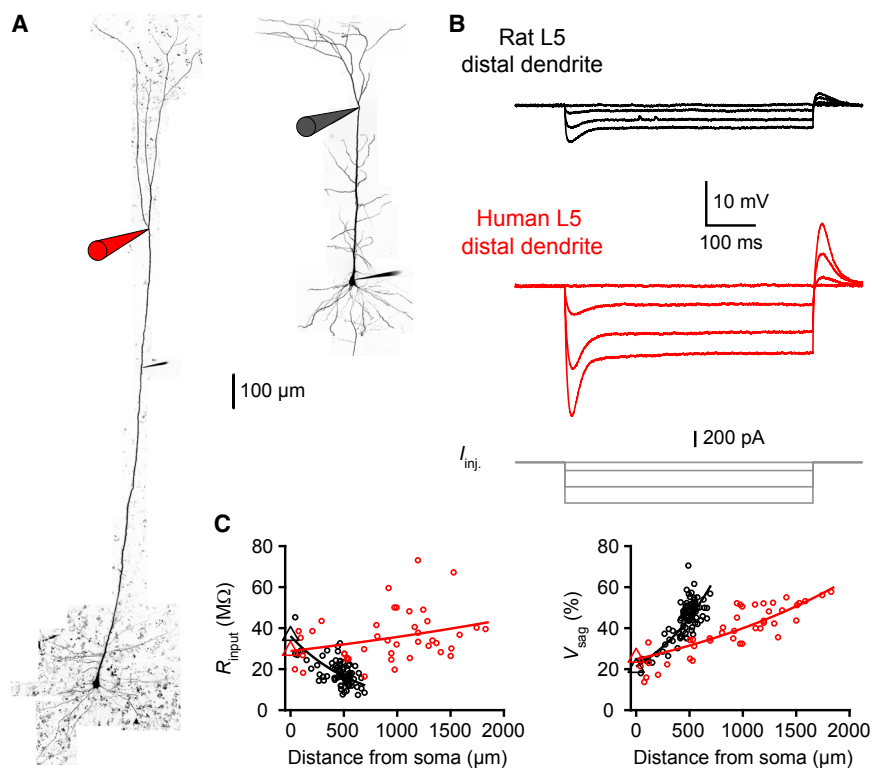 A
B
Rat L5
distal dendrite
10 mV
100 ms
Human L5
distal dendrite
100 µm
200 pA
I inj.
C
80
60
40
20
0
R input (MΩ)
0 500 1000 1500 2000
Distance from soma (µm)
80
60
40
20
0
V sag (%)
0 500 1000 1500 2000
Distance from soma (µm)